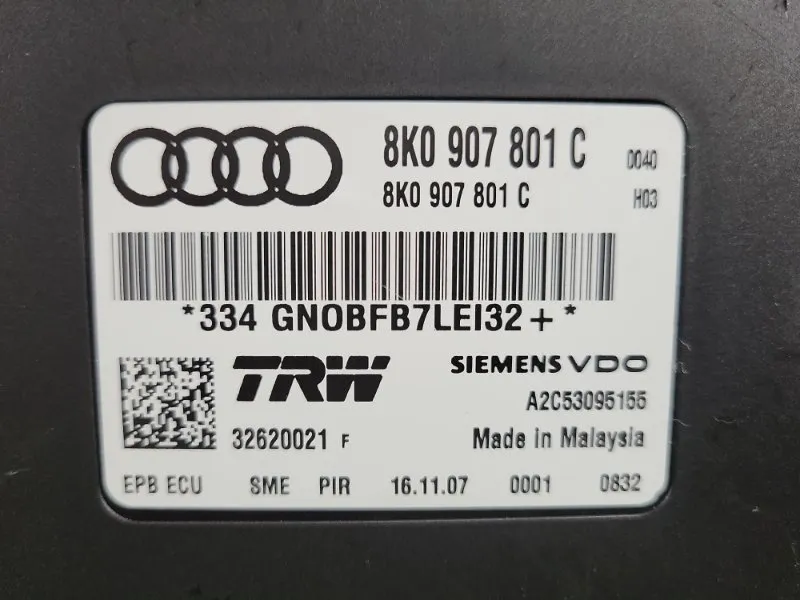 8K0 907 801 C 0040
8K0 907 801 C H03
*334 GNOBFB7LEI32+*
TRW SIEMENS VDO
A2C53095155
32620021 F Made in Malaysia
EPB ECU SME PIR 16.11.07 0001 0832